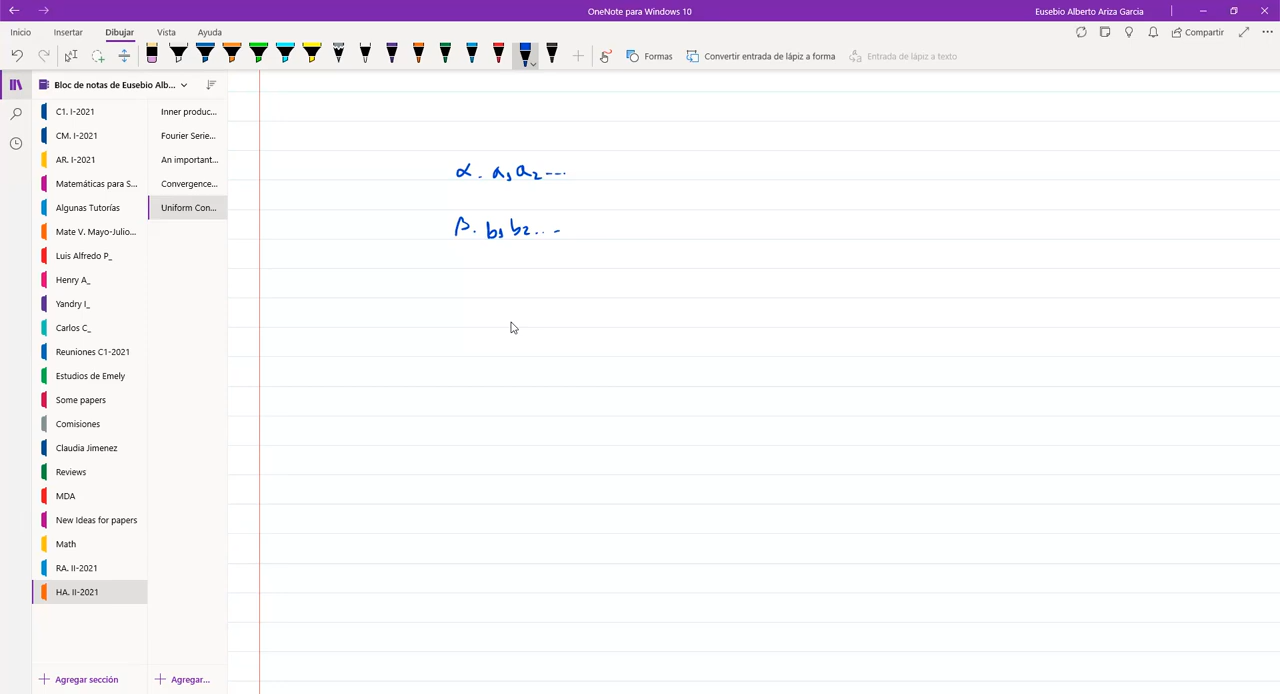 OneNote para Windows 10
Eusebio Alberto Ariza Garcia
Inicio Insertar Dibujar Vista Ayuda
Compartir
Formas Convertir entrada de lápiz a forma Entrada de lápiz a texto
Bloc de notas de Eusebio Alb...
C1. I-2021
CM. I-2021
AR. I-2021
Matemáticas para S...
Algunas Tutorías
Mate V. Mayo-Julio...
Luis Alfredo P_
Henry A_
Yandry I_
Carlos C_
Reuniones C1-2021
Estudios de Emely
Some papers
Comisiones
Claudia Jimenez
Reviews
MDA
New Ideas for papers
Math
RA. II-2021
HA. II-2021
Agregar sección
Inner produc...
Fourier Serie...
An important...
Convergence...
Uniform Con...
Agregar...
α. a₁ a₂ ...
β. b₁ b₂ ...